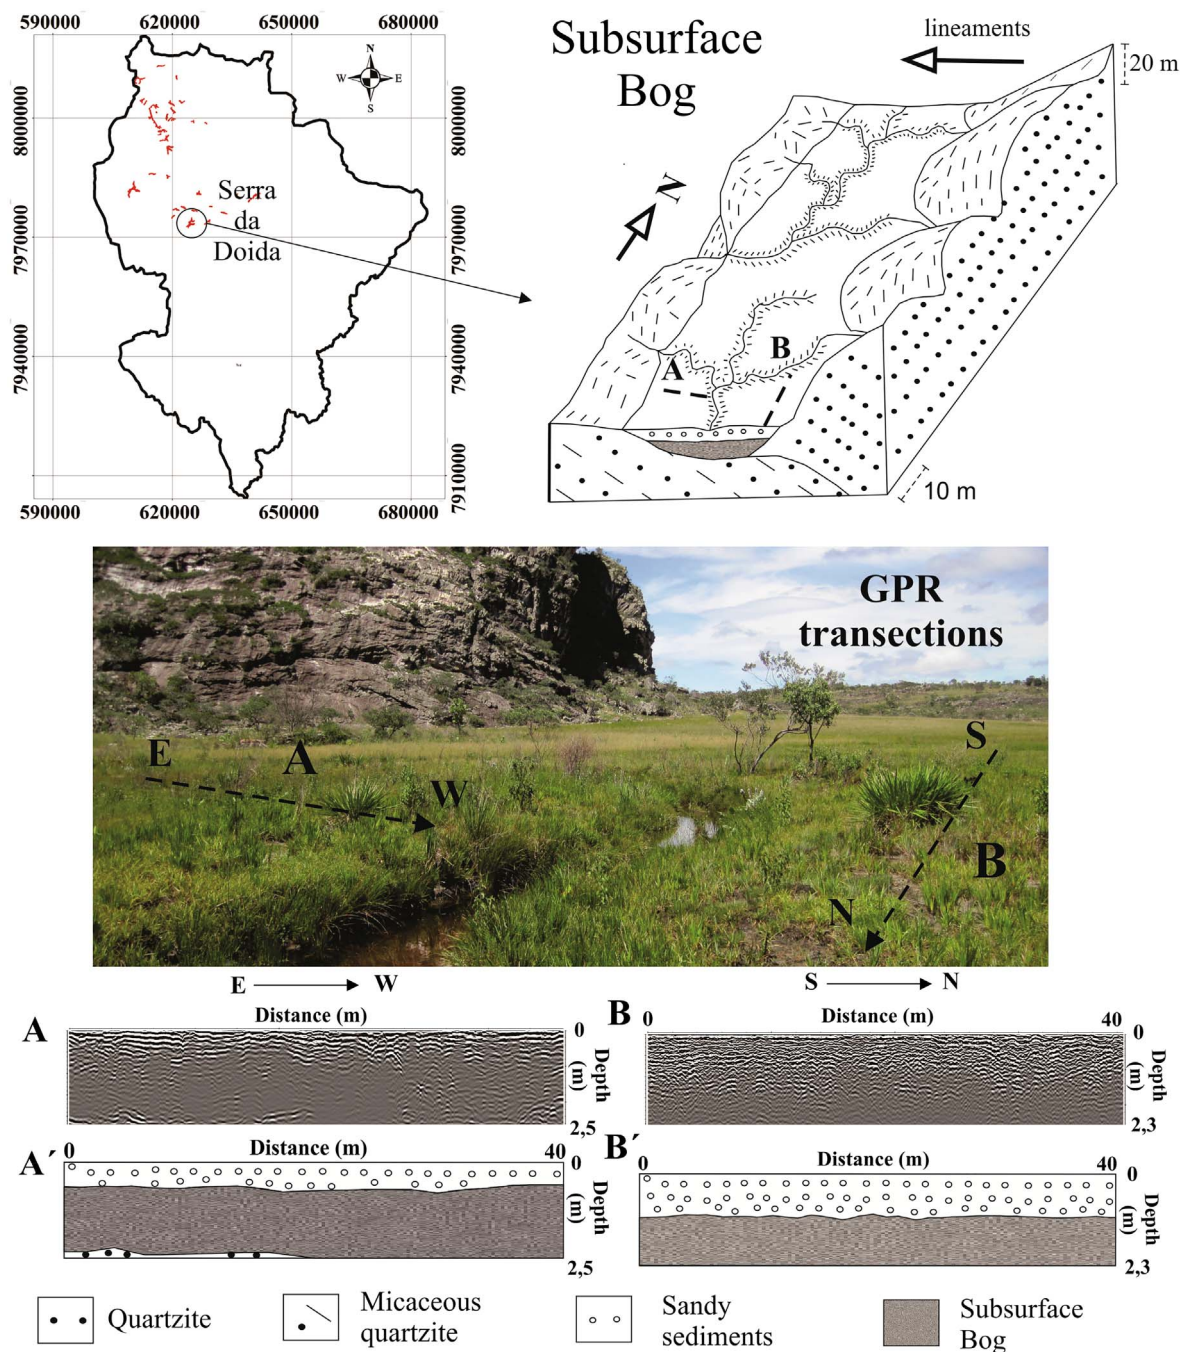 590000 620000 650000 680000
N
W E
S
8000000
7970000
7940000
7910000
8000000
7970000
7940000
7910000
Serra
da
Doida
590000 620000 650000 680000
Subsurface
Bog
lineaments
20 m
N
A
B
10 m
GPR
transections
E
A
W
S
B
N
E W
S N
A
Distance (m)
0
Depth
(m)
2,5
B
0 Distance (m) 40
0
Depth
(m)
2,3
A´
0 Distance (m) 40
0
Depth
(m)
2,5
B´
0 Distance (m) 40
0
Depth
(m)
2,3
Quartzite
Micaceous
quartzite
Sandy
sediments
Subsurface
Bog